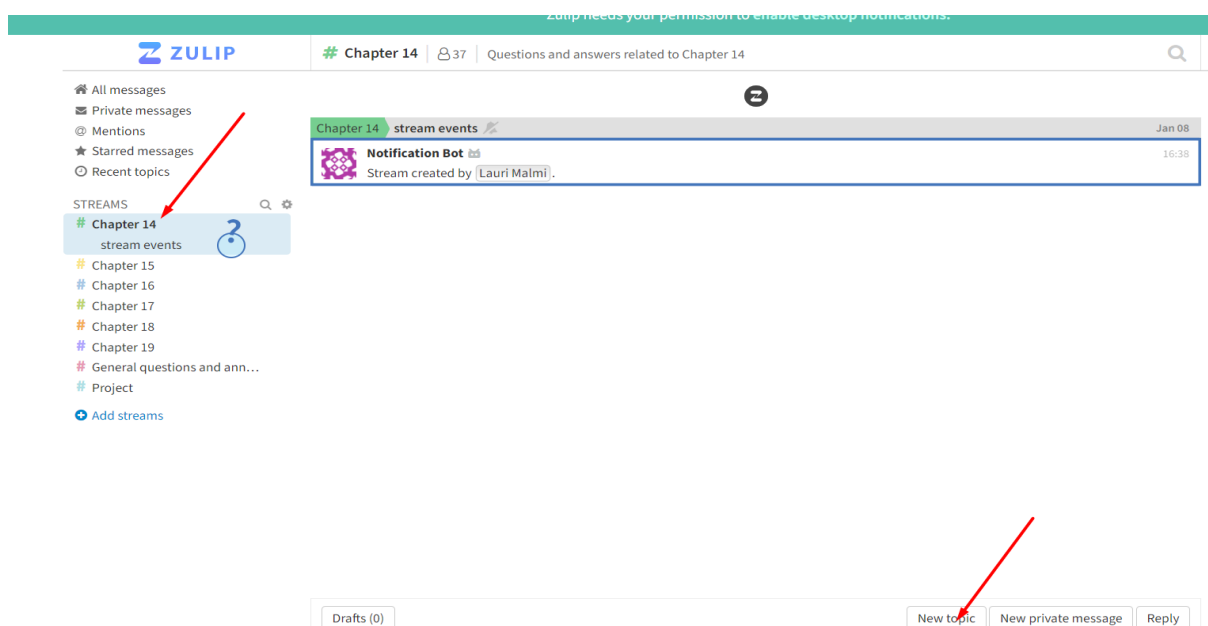 Zulip needs your permission to enable desktop notifications.
ZULIP
# Chapter 14 37 Questions and answers related to Chapter 14
All messages
Private messages
@ Mentions
Starred messages
Recent topics
STREAMS
# Chapter 14
stream events
?
# Chapter 15
# Chapter 16
# Chapter 17
# Chapter 18
# Chapter 19
# General questions and ann...
# Project
Add streams
Chapter 14 stream events Jan 08
Notification Bot 16:38
Stream created by Lauri Malmi.
Drafts (0) New topic New private message Reply